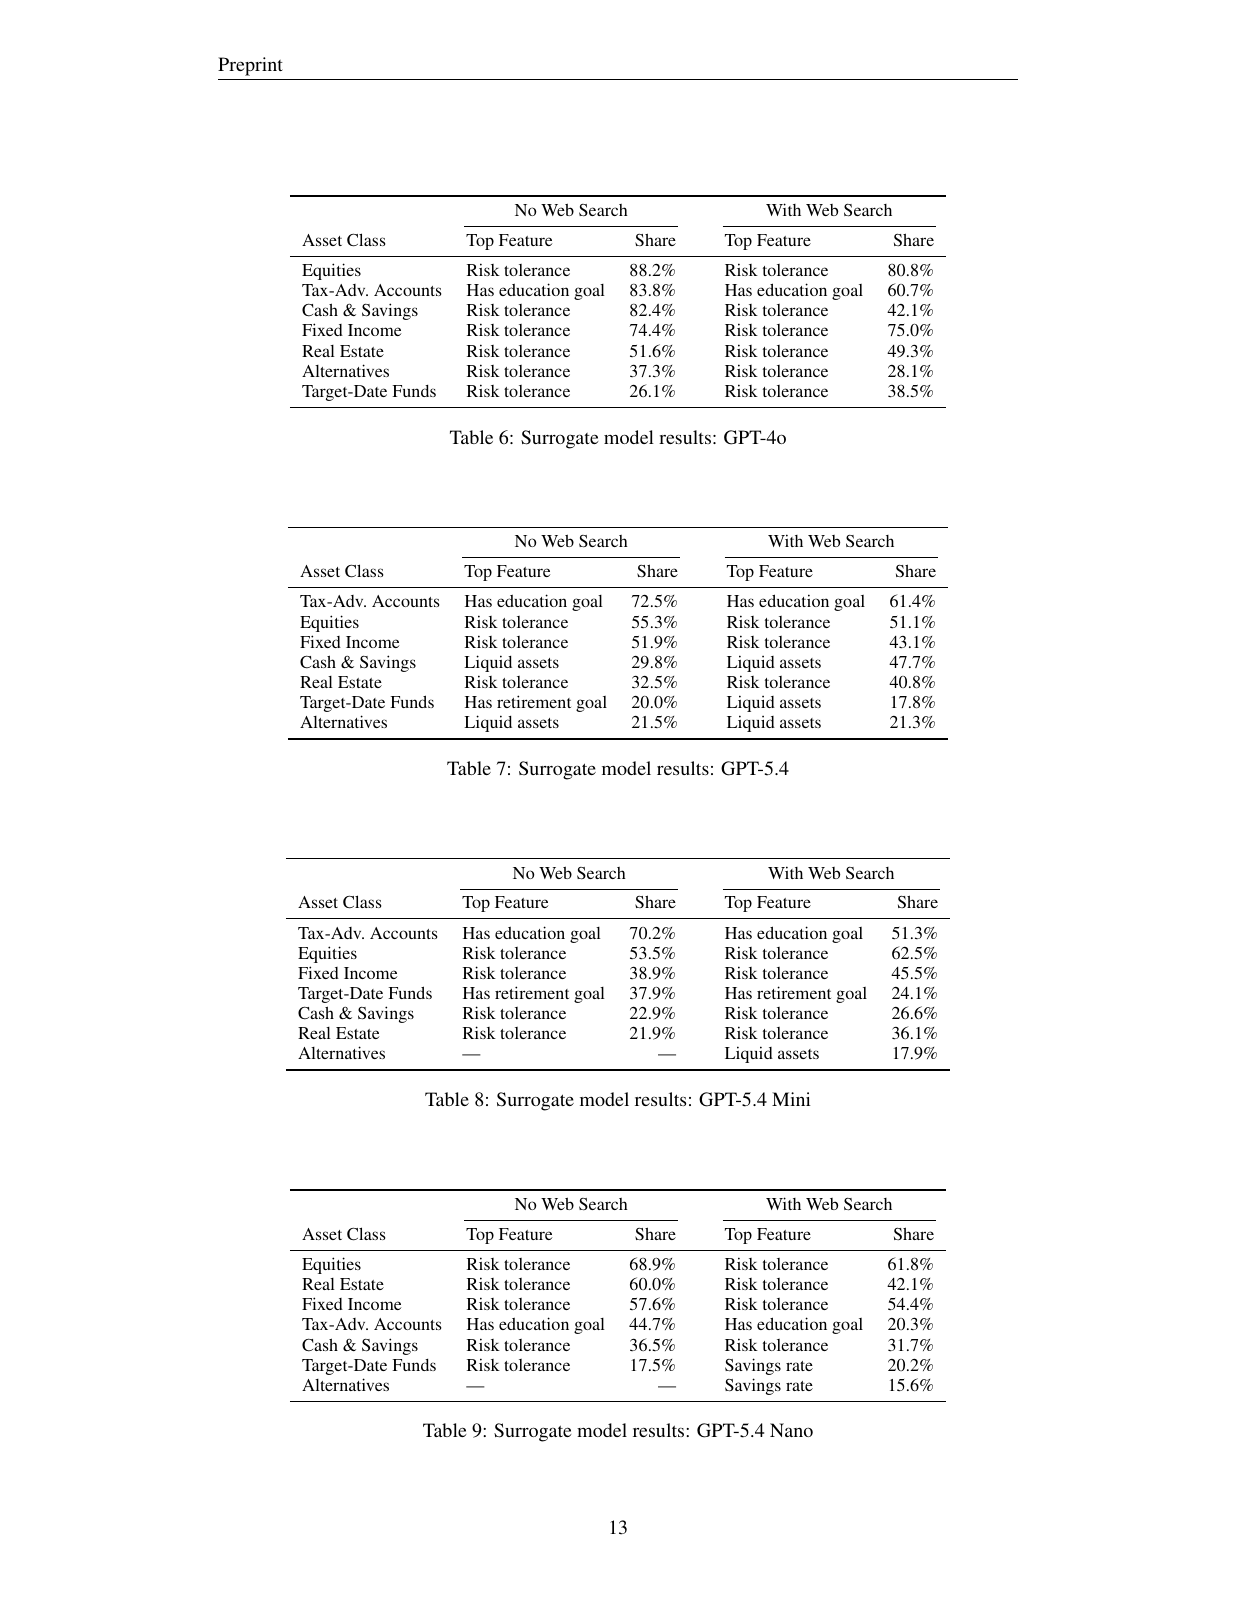 Preprint
No Web Search With Web Search
Asset Class Top Feature Share Top Feature Share
Equities Risk tolerance 88.2% Risk tolerance 80.8%
Tax-Adv. Accounts Has education goal 83.8% Has education goal 60.7%
Cash & Savings Risk tolerance 82.4% Risk tolerance 42.1%
Fixed Income Risk tolerance 74.4% Risk tolerance 75.0%
Real Estate Risk tolerance 51.6% Risk tolerance 49.3%
Alternatives Risk tolerance 37.3% Risk tolerance 28.1%
Target-Date Funds Risk tolerance 26.1% Risk tolerance 38.5%
Table 6: Surrogate model results: GPT-4o
No Web Search With Web Search
Asset Class Top Feature Share Top Feature Share
Tax-Adv. Accounts Has education goal 72.5% Has education goal 61.4%
Equities Risk tolerance 55.3% Risk tolerance 51.1%
Fixed Income Risk tolerance 51.9% Risk tolerance 43.1%
Cash & Savings Liquid assets 29.8% Liquid assets 47.7%
Real Estate Risk tolerance 32.5% Risk tolerance 40.8%
Target-Date Funds Has retirement goal 20.0% Liquid assets 17.8%
Alternatives Liquid assets 21.5% Liquid assets 21.3%
Table 7: Surrogate model results: GPT-5.4
No Web Search With Web Search
Asset Class Top Feature Share Top Feature Share
Tax-Adv. Accounts Has education goal 70.2% Has education goal 51.3%
Equities Risk tolerance 53.5% Risk tolerance 62.5%
Fixed Income Risk tolerance 38.9% Risk tolerance 45.5%
Target-Date Funds Has retirement goal 37.9% Has retirement goal 24.1%
Cash & Savings Risk tolerance 22.9% Risk tolerance 26.6%
Real Estate Risk tolerance 21.9% Risk tolerance 36.1%
Alternatives — — Liquid assets 17.9%
Table 8: Surrogate model results: GPT-5.4 Mini
No Web Search With Web Search
Asset Class Top Feature Share Top Feature Share
Equities Risk tolerance 68.9% Risk tolerance 61.8%
Real Estate Risk tolerance 60.0% Risk tolerance 42.1%
Fixed Income Risk tolerance 57.6% Risk tolerance 54.4%
Tax-Adv. Accounts Has education goal 44.7% Has education goal 20.3%
Cash & Savings Risk tolerance 36.5% Risk tolerance 31.7%
Target-Date Funds Risk tolerance 17.5% Savings rate 20.2%
Alternatives — — Savings rate 15.6%
Table 9: Surrogate model results: GPT-5.4 Nano
13